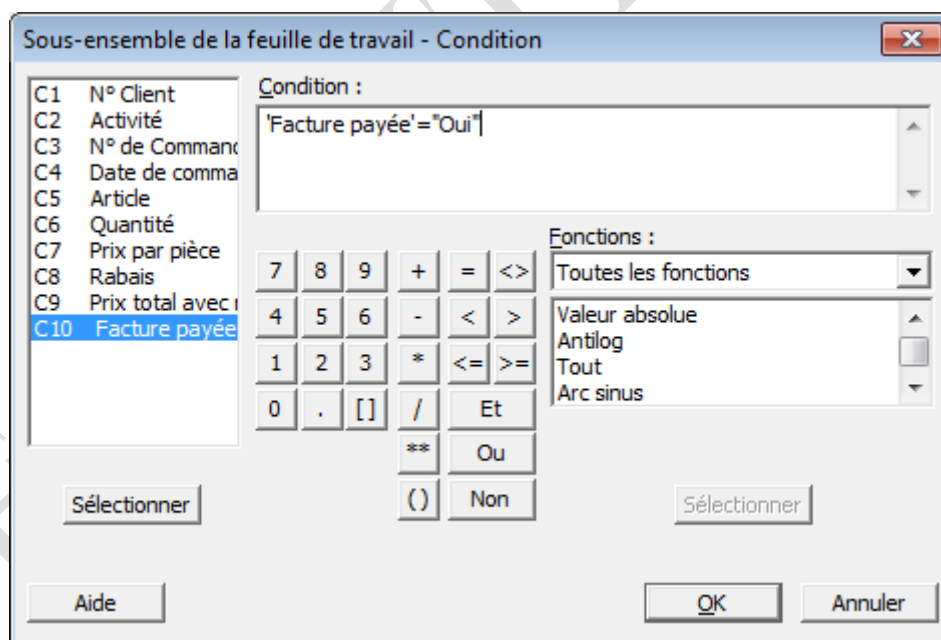 Sous-ensemble de la feuille de travail - Condition
C1 N° Client
C2 Activité
C3 N° de Command
C4 Date de comma
C5 Article
C6 Quantité
C7 Prix par pièce
C8 Rabais
C9 Prix total avec r
C10 Facture payée
Condition :
'Facture payée'="Oui"
7 8 9 + = <>
4 5 6 - < >
1 2 3 * <= >=
0 . [] / Et
** Ou
() Non
Fonctions :
Toutes les fonctions
Valeur absolue
Antilog
Tout
Arc sinus
Sélectionner
Sélectionner
Aide
OK
Annuler